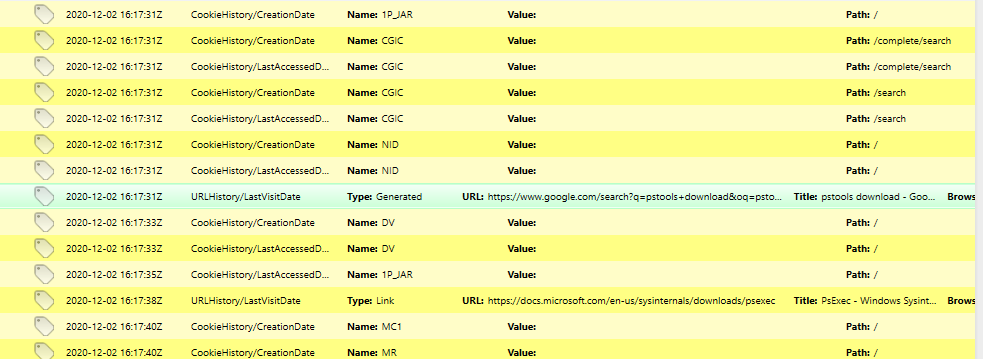 2020-12-02 16:17:31Z CookieHistory/CreationDate Name: 1P_JAR Value: Path: /
2020-12-02 16:17:31Z CookieHistory/CreationDate Name: CGIC Value: Path: /complete/search
2020-12-02 16:17:31Z CookieHistory/LastAccessedD... Name: CGIC Value: Path: /complete/search
2020-12-02 16:17:31Z CookieHistory/CreationDate Name: CGIC Value: Path: /search
2020-12-02 16:17:31Z CookieHistory/LastAccessedD... Name: CGIC Value: Path: /search
2020-12-02 16:17:31Z CookieHistory/CreationDate Name: NID Value: Path: /
2020-12-02 16:17:31Z CookieHistory/LastAccessedD... Name: NID Value: Path: /
2020-12-02 16:17:31Z URLHistory/LastVisitDate Type: Generated URL: https://www.google.com/search?q=pstools+download&oq=psto... Title: pstools download - Goo... Brows
2020-12-02 16:17:33Z CookieHistory/CreationDate Name: DV Value: Path: /
2020-12-02 16:17:33Z CookieHistory/LastAccessedD... Name: DV Value: Path: /
2020-12-02 16:17:35Z CookieHistory/LastAccessedD... Name: 1P_JAR Value: Path: /
2020-12-02 16:17:38Z URLHistory/LastVisitDate Type: Link URL: https://docs.microsoft.com/en-us/sysinternals/downloads/psexec Title: PsExec - Windows Sysint... Brows
2020-12-02 16:17:40Z CookieHistory/CreationDate Name: MC1 Value: Path: /
2020-12-02 16:17:40Z CookieHistory/CreationDate Name: MR Value: Path: /